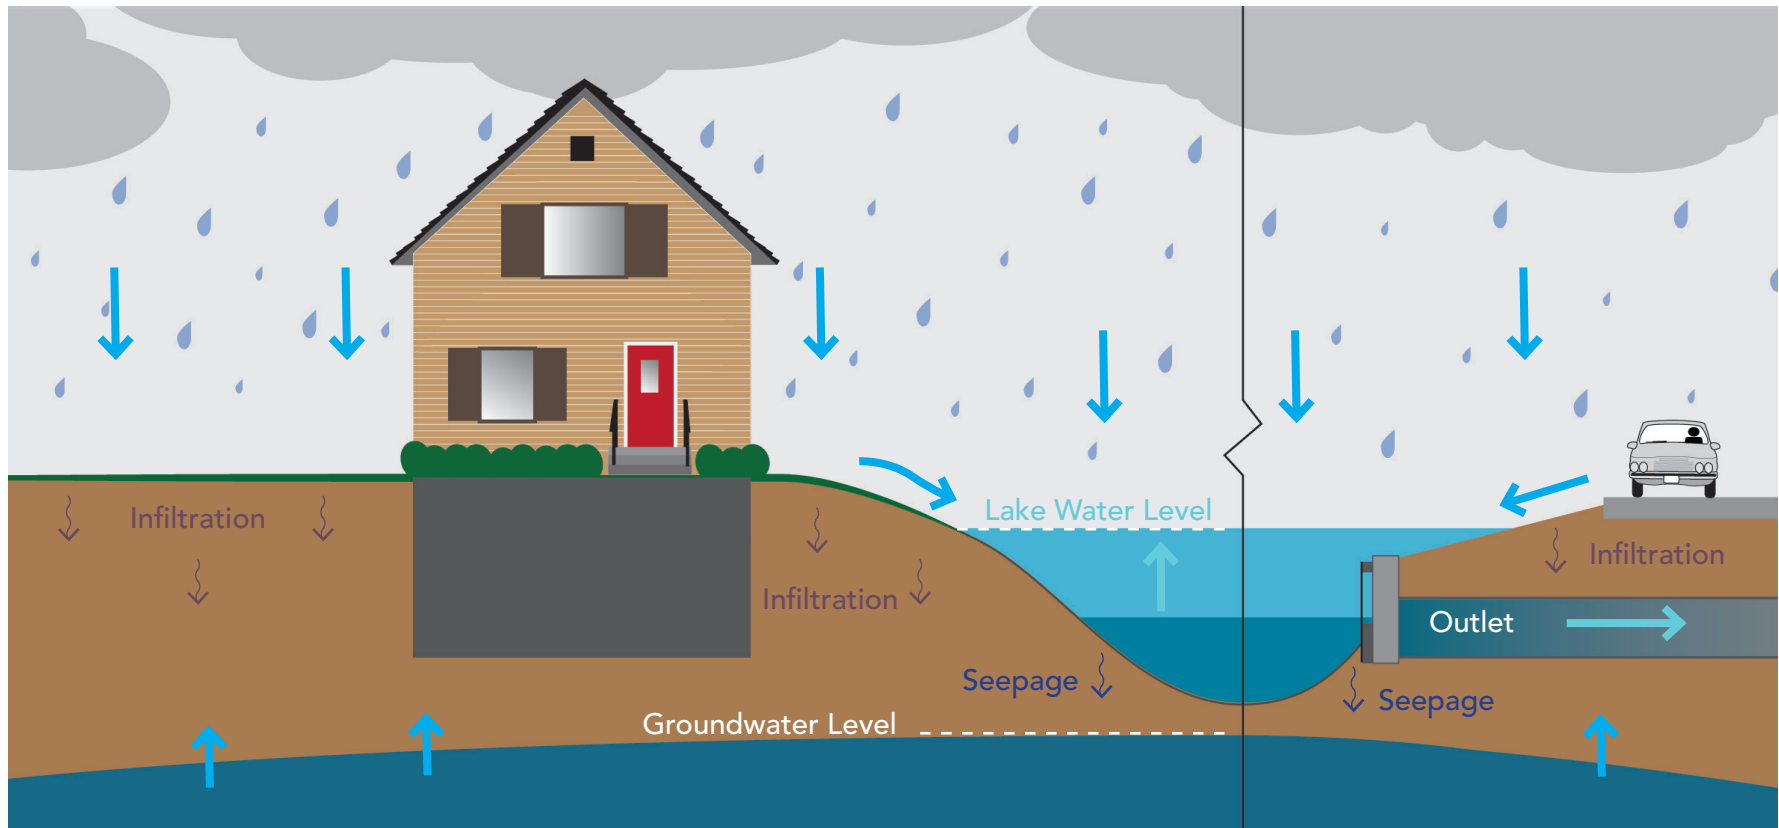 Infiltration
Lake Water Level
Infiltration
Infiltration
Outlet
Seepage
Seepage
Groundwater Level